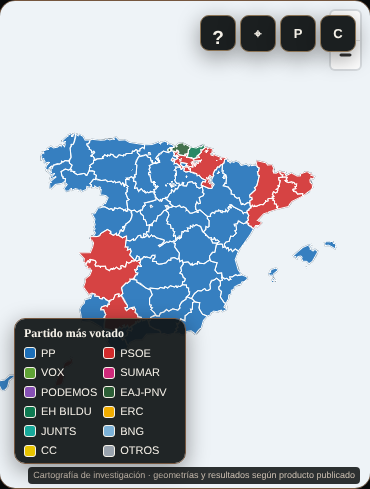 ? ⌖ P C
Partido más votado
PP PSOE
VOX SUMAR
PODEMOS EAJ-PNV
EH BILDU ERC
JUNTS BNG
CC OTROS
Cartografía de investigación · geometrías y resultados según producto publicado